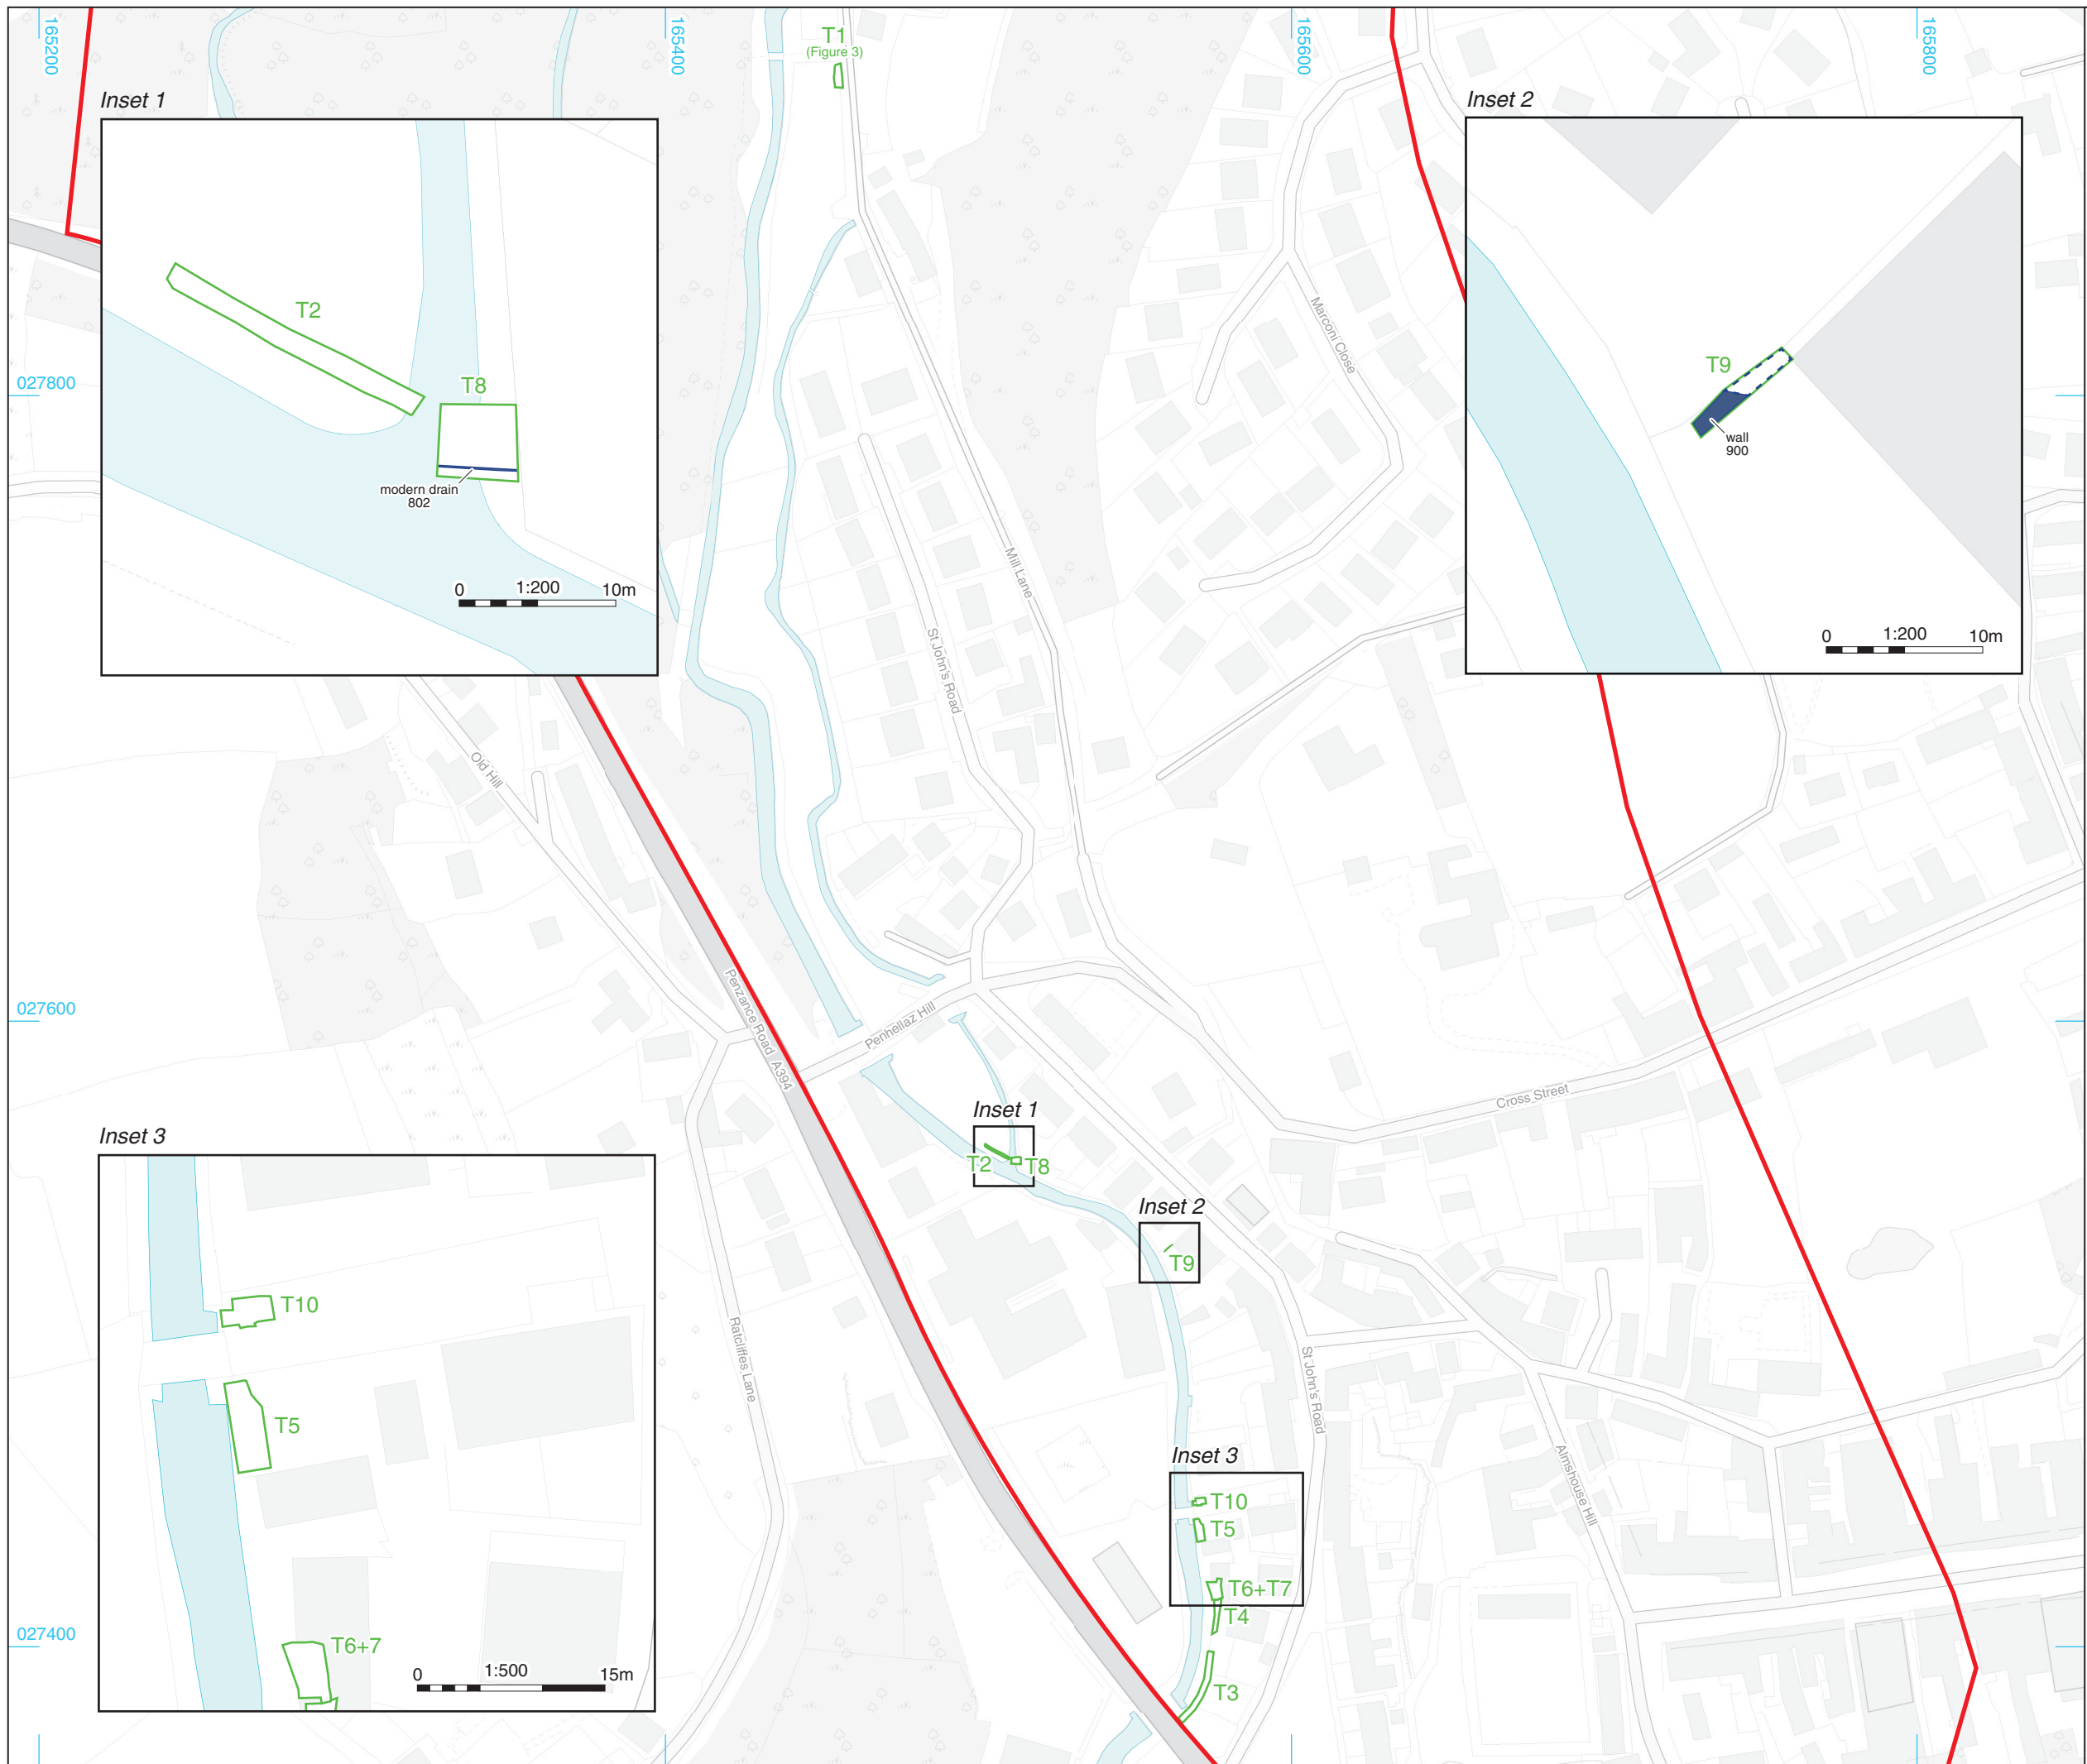 165200
165400
165600
165800
T1
(Figure 3)
Inset 1
T2
T8
modern drain
802
0 1:200 10m
Inset 2
T9
wall
900
0 1:200 10m
027800
Marconi Close
Mill Lane
St John's Road
Old Hill
Penzance Road A394
Penhellaz Hill
027600
Cross Street
Inset 1
T2
T8
Inset 2
T9
Inset 3
T10
T5
T6+7
0 1:500 15m
Ratcliffes Lane
St John's Road
Almshouse Hill
Inset 3
T10
T5
T6+T7
T4
T3
027400